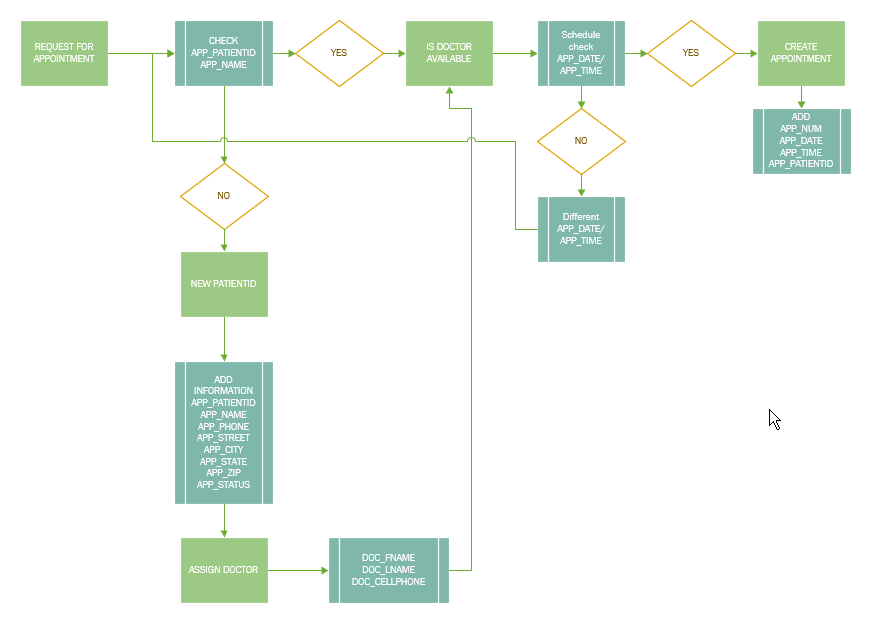 REQUEST FOR
APPOINTMENT
CHECK
APP_PATIENTID
APP_NAME
YES
IS DOCTOR
AVAILABLE
Schedule
check
APP_DATE/
APP_TIME
YES
CREATE
APPOINTMENT
ADD
APP_NUM
APP_DATE
APP_TIME
APP_PATIENTID
NO
Different
APP_DATE/
APP_TIME
NO
NEW PATIENTID
ADD
INFORMATION
APP_PATIENTID
APP_NAME
APP_PHONE
APP_STREET
APP_CITY
APP_STATE
APP_ZIP
APP_STATUS
ASSIGN DOCTOR
DOC_FNAME
DOC_LNAME
DOC_CELLPHONE